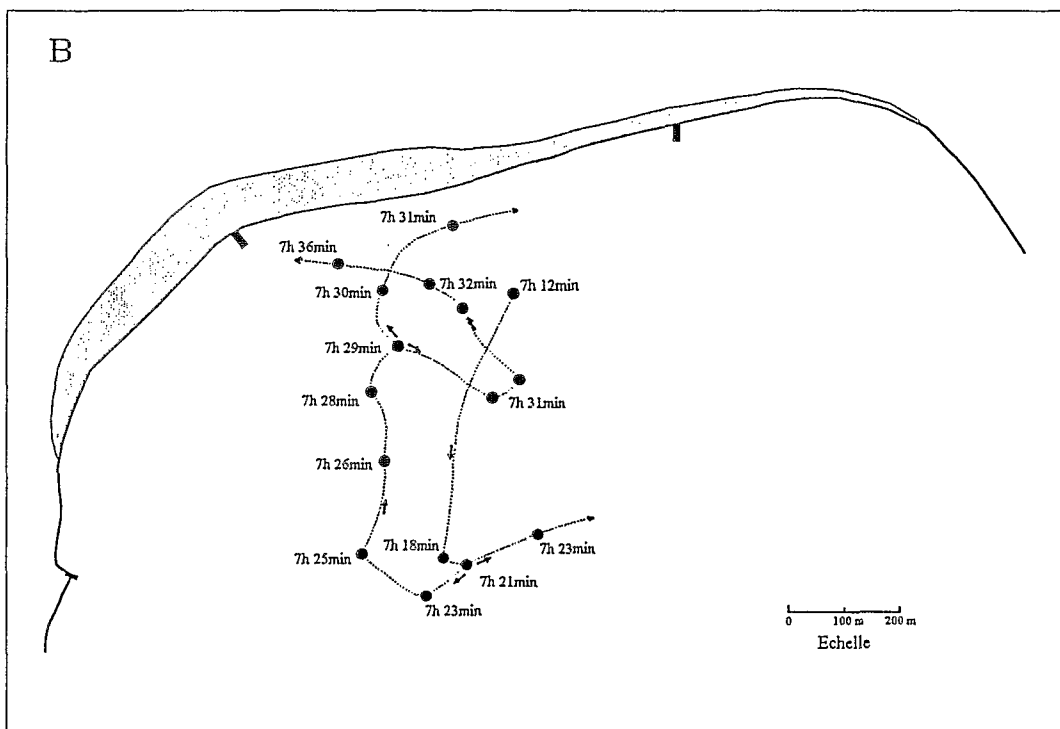 B
7h 31min
7h 36min
7h 32min
7h 12min
7h 30min
7h 29min
7h 28min
7h 31min
7h 26min
7h 18min
7h 23min
7h 25min
7h 21min
7h 23min
0 100 m 200 m
Echelle